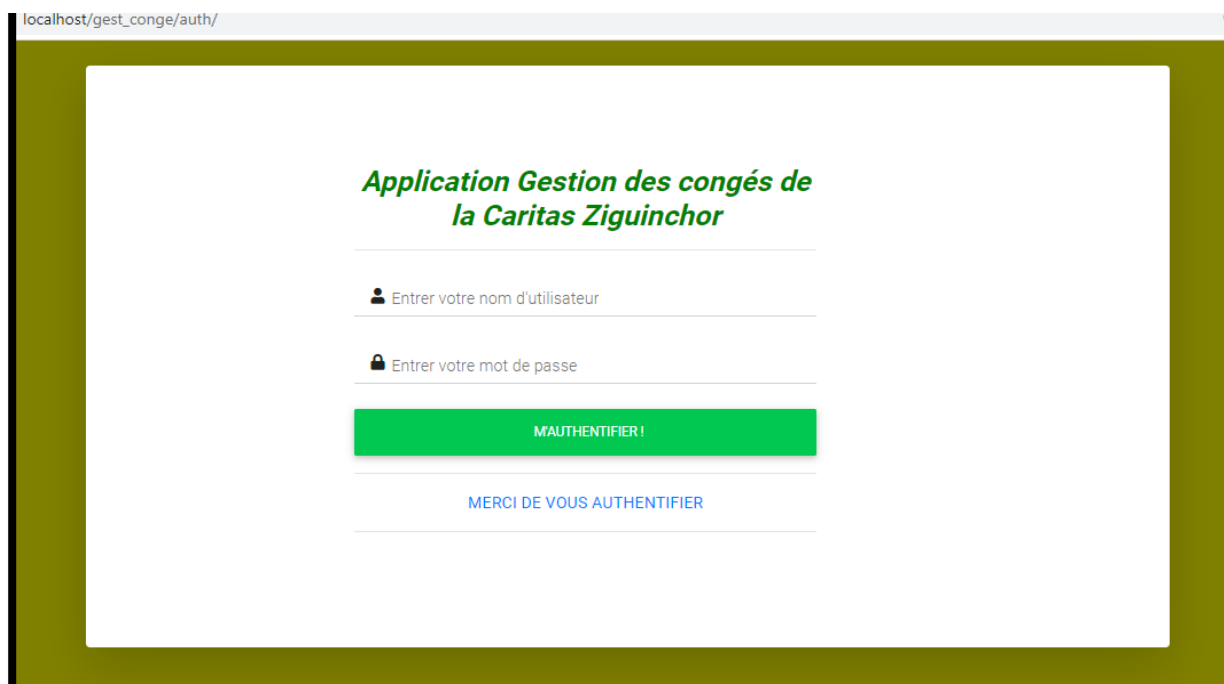 localhost/gest_conge/auth/
Application Gestion des congés de
la Caritas Ziguinchor
Entrer votre nom d'utilisateur
Entrer votre mot de passe
M'AUTHENTIFIER !
MERCI DE VOUS AUTHENTIFIER